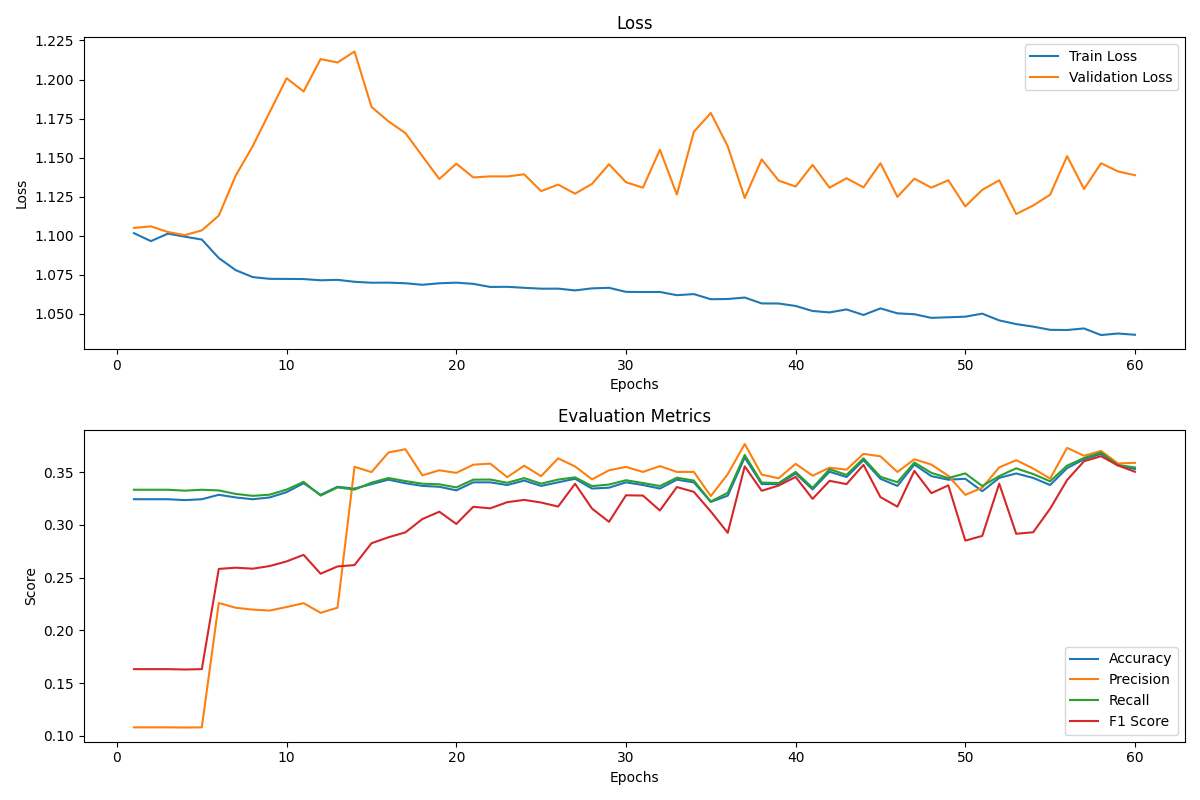 Loss
1.225
1.200
1.175
1.150
1.125
1.100
1.075
1.050
Loss
Train Loss
Validation Loss
0 10 20 30 40 50 60
Epochs
Evaluation Metrics
0.35
0.30
0.25
0.20
0.15
0.10
Score
Accuracy
Precision
Recall
F1 Score
0 10 20 30 40 50 60
Epochs